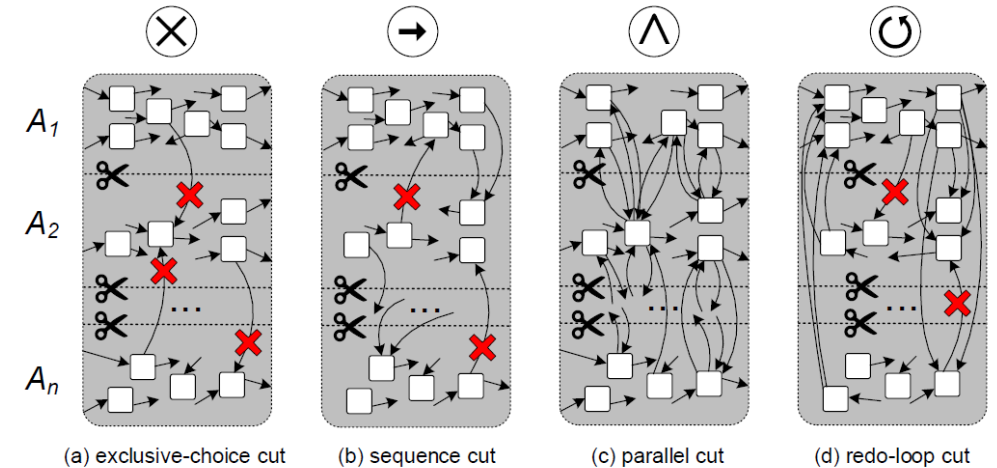 A1
A2
...
An
...
...
...
(a) exclusive-choice cut
(b) sequence cut
(c) parallel cut
(d) redo-loop cut